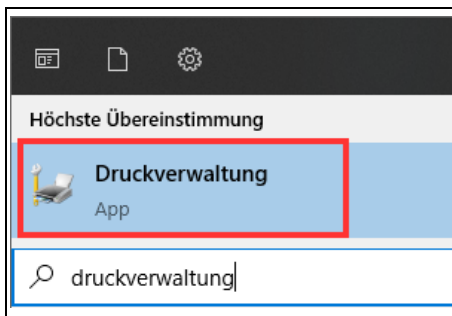 Höchste Übereinstimmung
Druckverwaltung
App
druckverwaltung